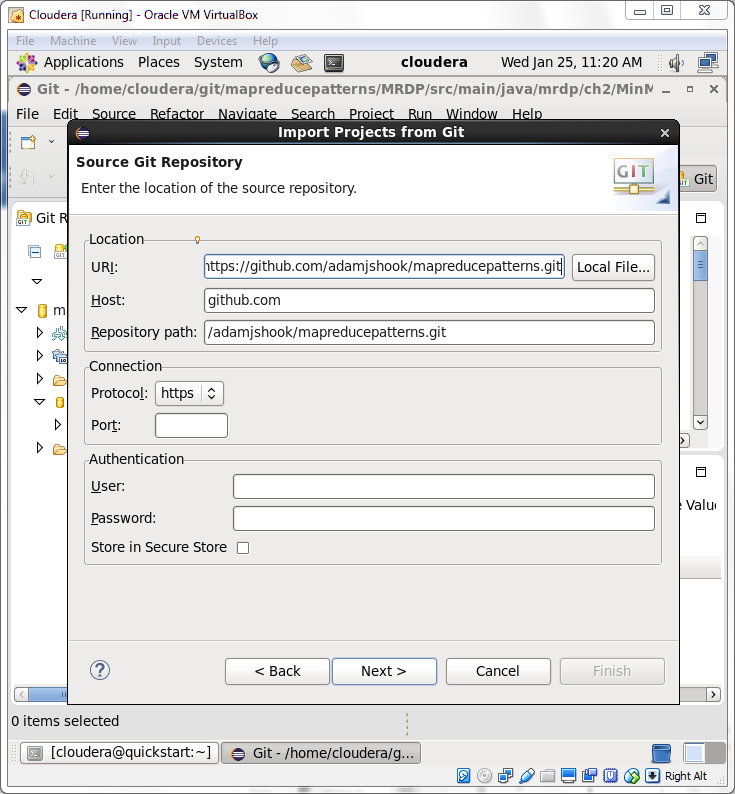 Cloudera [Running] - Oracle VM VirtualBox
File Machine View Input Devices Help
Applications Places System cloudera Wed Jan 25, 11:20 AM
Git - /home/cloudera/git/mapreducepatterns/MRDP/src/main/java/mrdp/ch2/MinM
File Edit Source Refactor Navigate Search Project Run Window Help
Import Projects from Git
Source Git Repository
Enter the location of the source repository.
GIT
Git
Git R
Location
URI: https://github.com/adamjshook/mapreducepatterns.git Local File...
Host: github.com
Repository path: /adamjshook/mapreducepatterns.git
Connection
Protocol: https
Port:
Authentication
User:
Password:
e Valu
Store in Secure Store
< Back Next > Cancel Finish
0 items selected
[cloudera@quickstart:~] Git - /home/cloudera/g...
Right Alt